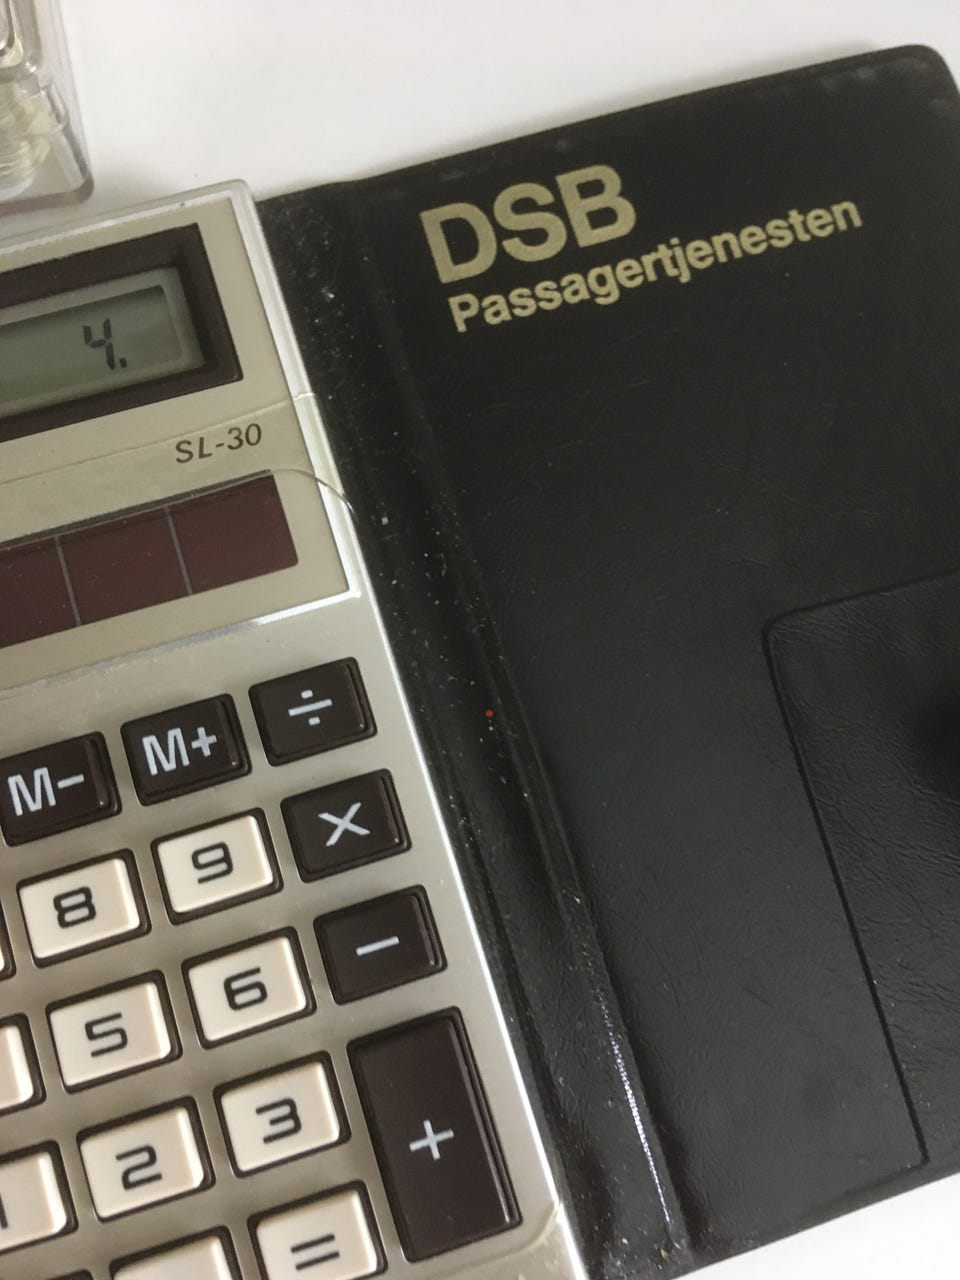 DSB
Passagertjenesten
4.
SL-30
M- M+ ÷
8 9 ×
5 6 −
2 3 +
=